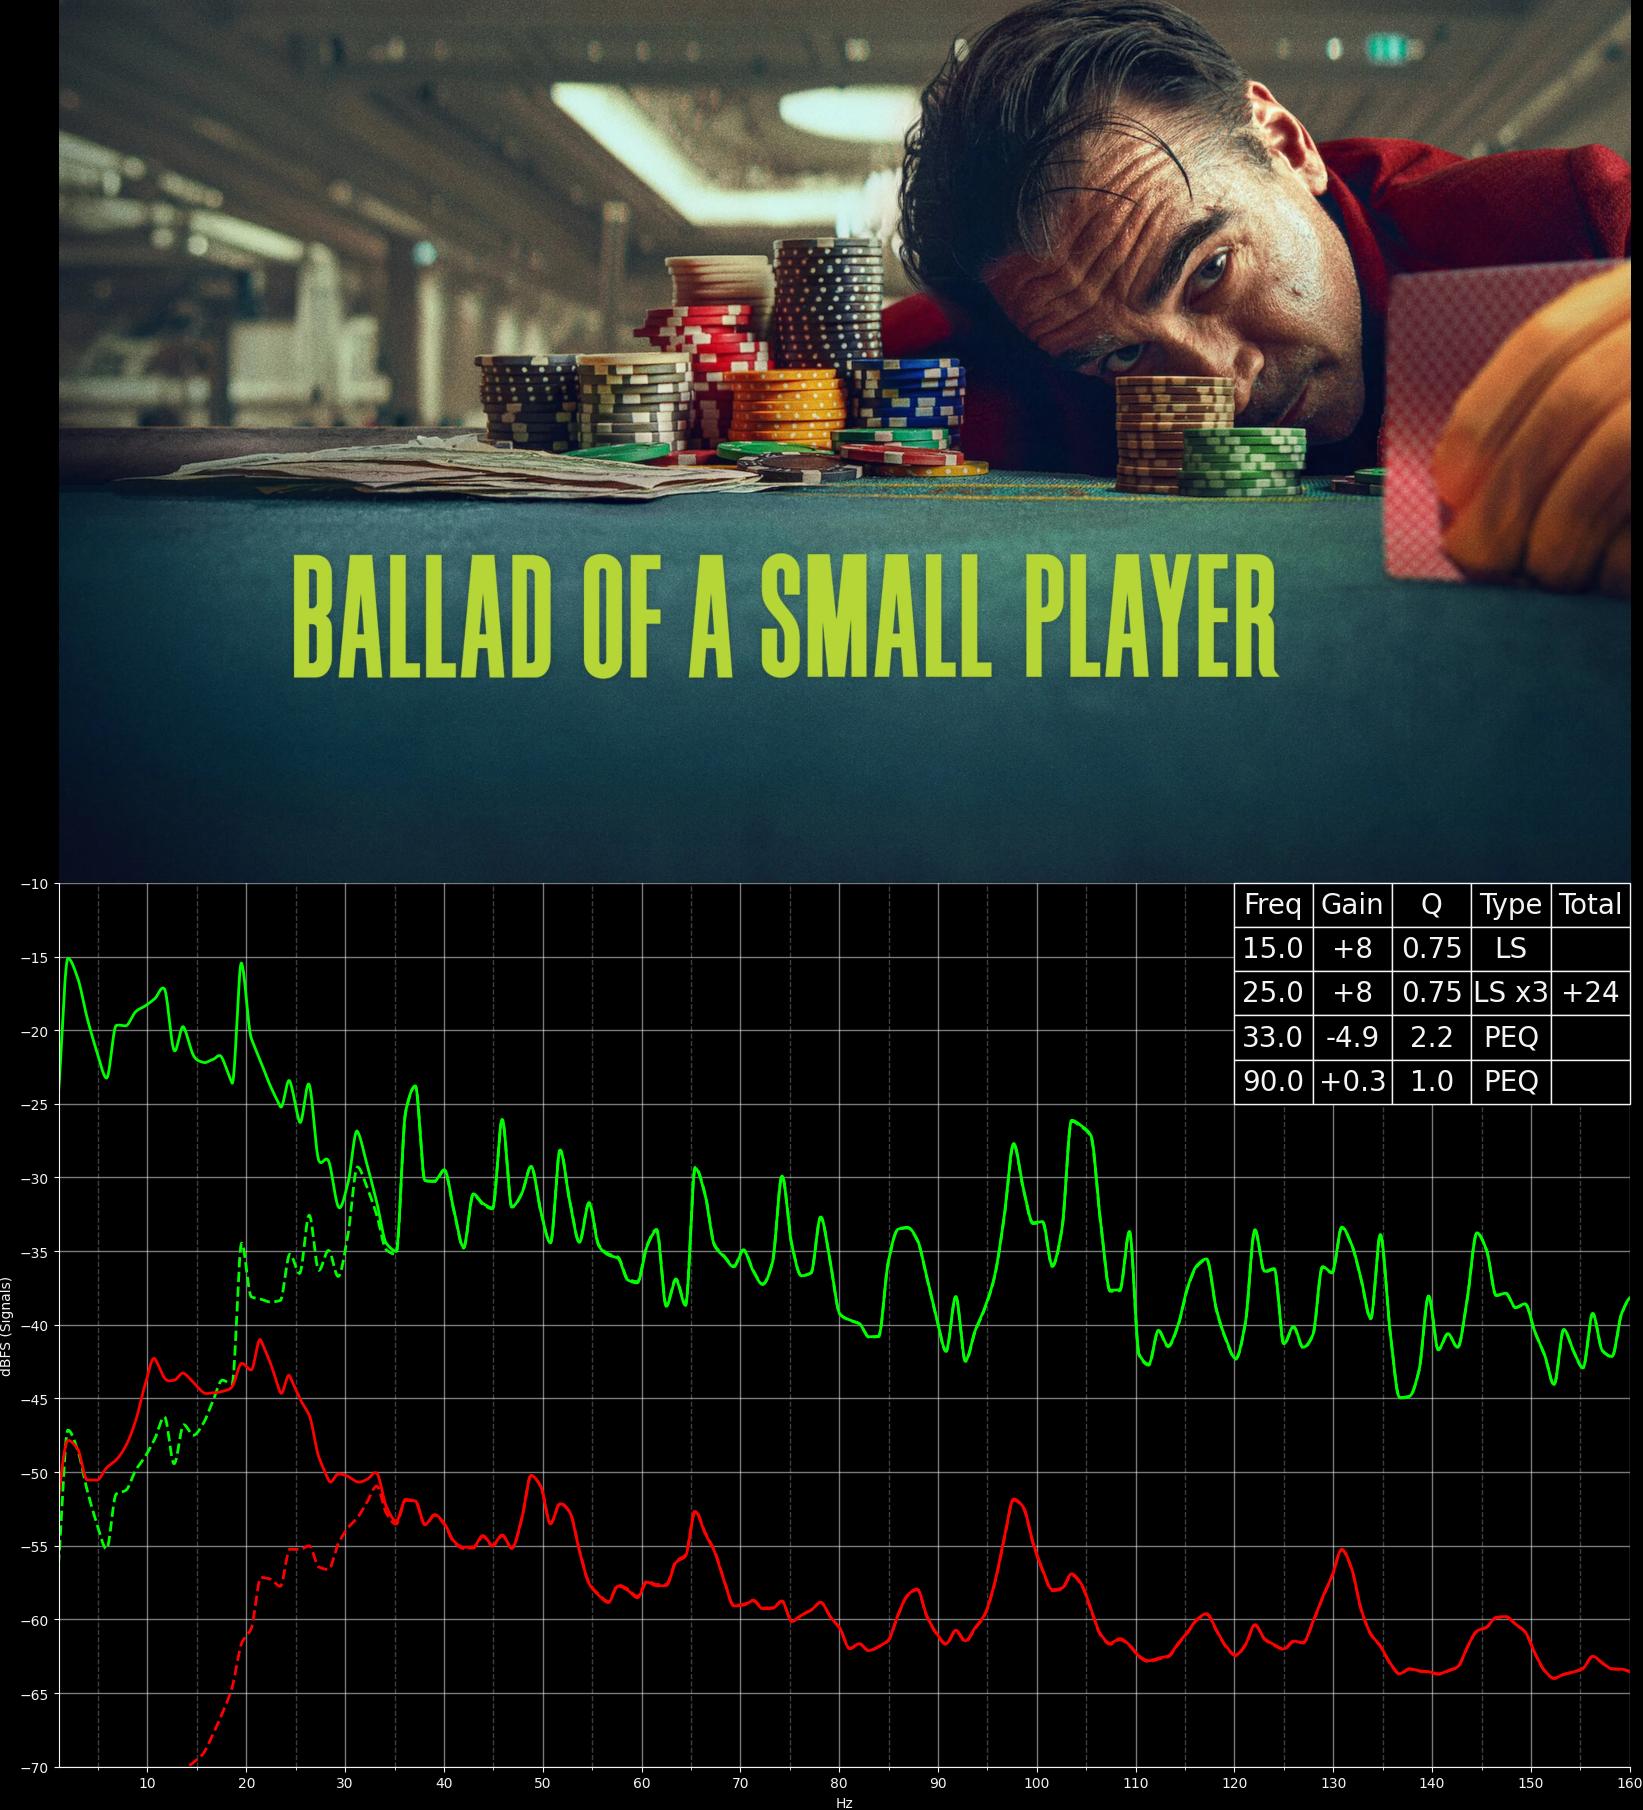 BALLAD OF A SMALL PLAYER
Freq Gain Q Type Total
15.0 +8 0.75 LS
25.0 +8 0.75 LS x3 +24
33.0 -4.9 2.2 PEQ
90.0 +0.3 1.0 PEQ
−10
−15
−20
−25
−30
−35
−40
−45
−50
−55
−60
−65
−70
dBFS (Signals)
10 20 30 40 50 60 70 80 90 100 110 120 130 140 150 160
Hz